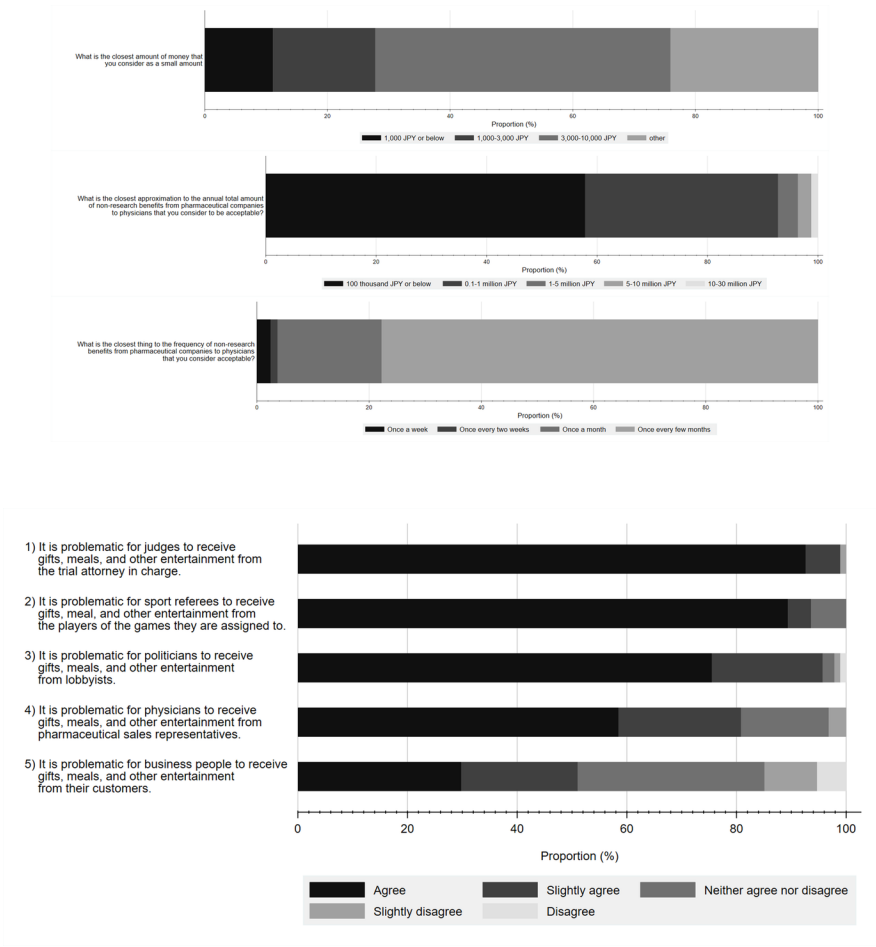 What is the closest amount of money that
you consider as a small amount
0 20 40 60 80 100
Proportion (%)
1,000 JPY or below 1,000-3,000 JPY 3,000-10,000 JPY other
What is the closest approximation to the annual total amount
of non-research benefits from pharmaceutical companies
to physicians that you consider to be acceptable?
0 20 40 60 80 100
Proportion (%)
100 thousand JPY or below 0.1-1 million JPY 1-5 million JPY 5-10 million JPY 10-30 million JPY
What is the closest thing to the frequency of non-research
benefits from pharmaceutical companies to physicians
that you consider acceptable?
0 20 40 60 80 100
Proportion (%)
Once a week Once every two weeks Once a month Once every few months
1) It is problematic for judges to receive
gifts, meals, and other entertainment from
the trial attorney in charge.
2) It is problematic for sport referees to receive
gifts, meal, and other entertainment from
the players of the games they are assigned to.
3) It is problematic for politicians to receive
gifts, meals, and other entertainment
from lobbyists.
4) It is problematic for physicians to receive
gifts, meals, and other entertainment from
pharmaceutical sales representatives.
5) It is problematic for business people to receive
gifts, meals, and other entertainment
from their customers.
0 20 40 60 80 100
Proportion (%)
Agree Slightly agree Neither agree nor disagree
Slightly disagree Disagree